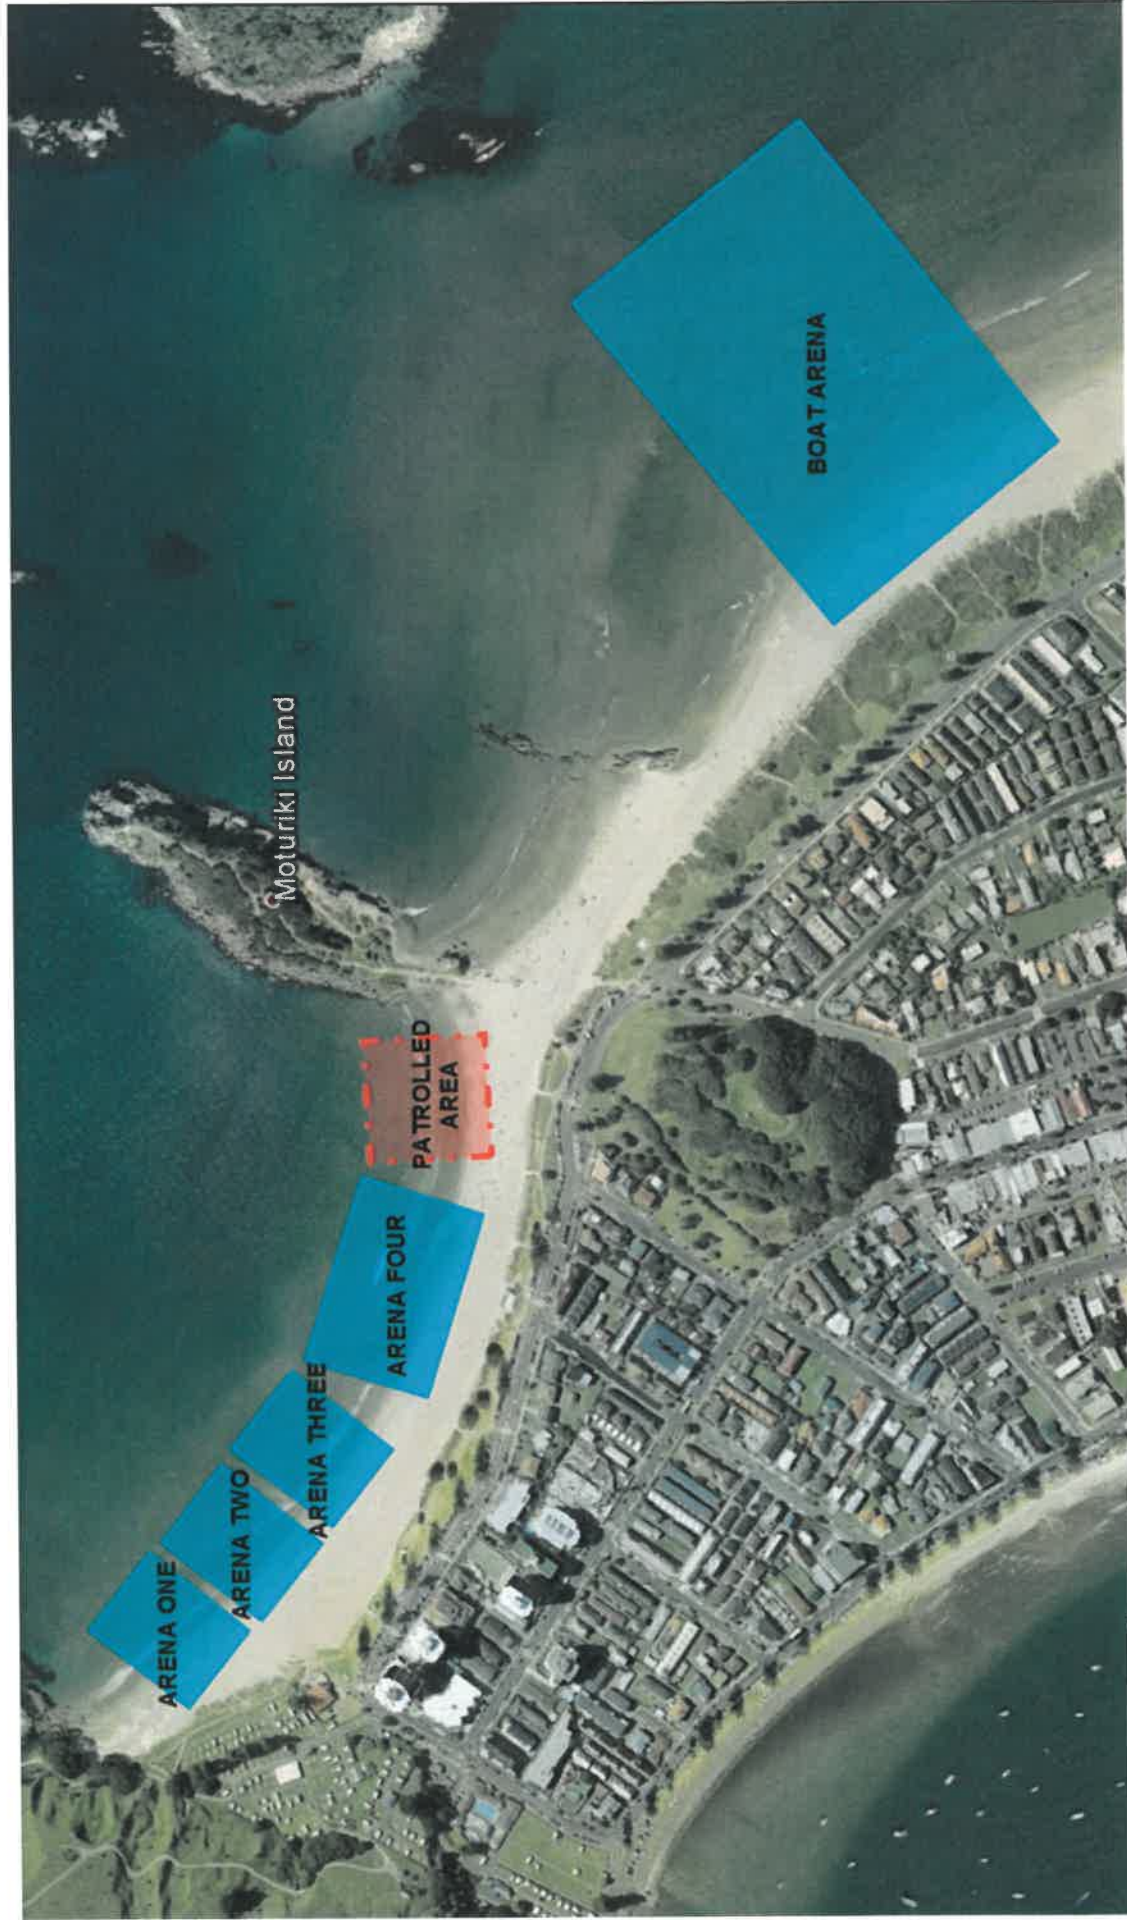 ARENA ONE
ARENA TWO
ARENA THREE
ARENA FOUR
PATROLLED
AREA
Moturiki Island
BOAT ARENA